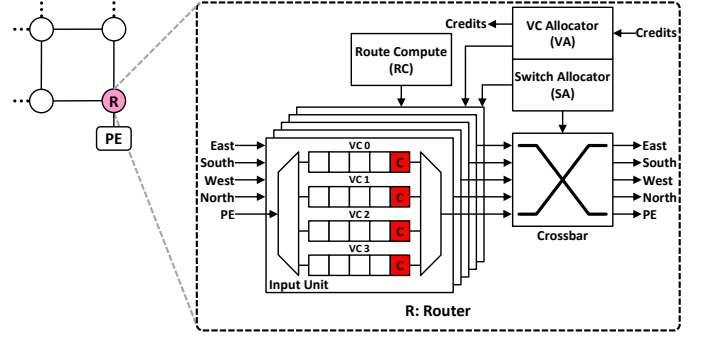 Credits
VC Allocator
(VA)
Credits
Route Compute
(RC)
Switch Allocator
(SA)
R
PE
East
South
West
North
PE
VC 0
C
VC 1
C
VC 2
C
VC 3
C
Input Unit
East
South
West
North
PE
Crossbar
R: Router